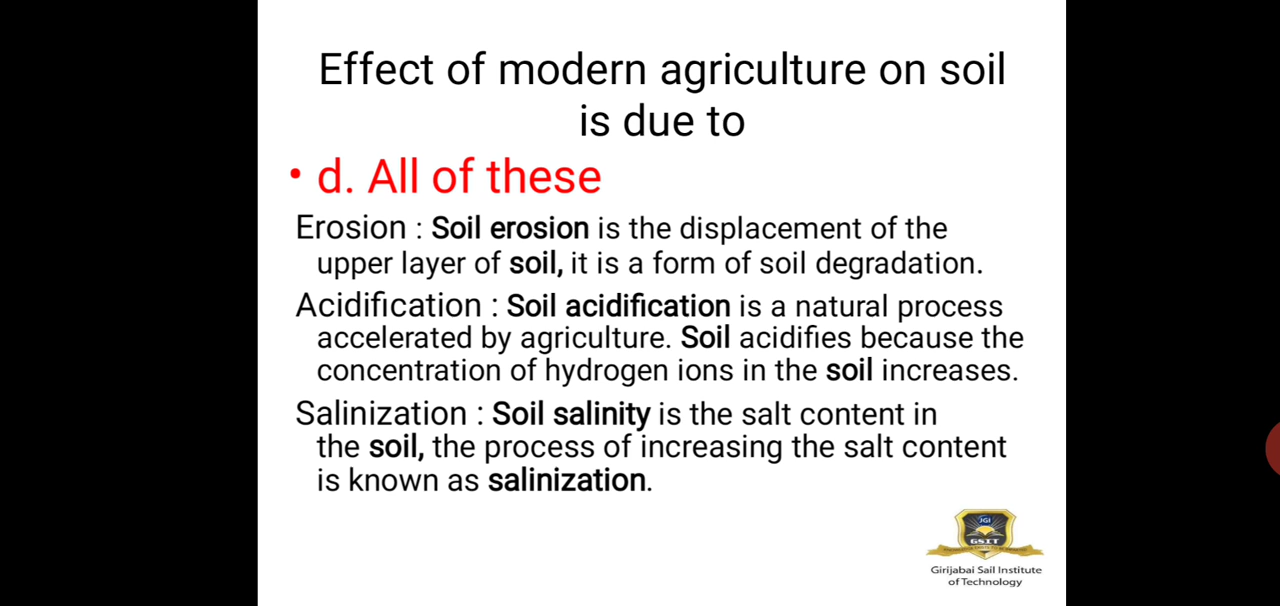 Effect of modern agriculture on soil
is due to
• d. All of these
Erosion : Soil erosion is the displacement of the
upper layer of soil, it is a form of soil degradation.
Acidification : Soil acidification is a natural process
accelerated by agriculture. Soil acidifies because the
concentration of hydrogen ions in the soil increases.
Salinization : Soil salinity is the salt content in
the soil, the process of increasing the salt content
is known as salinization.
JGI
GSIT
Girijabai Sail Institute
of Technology